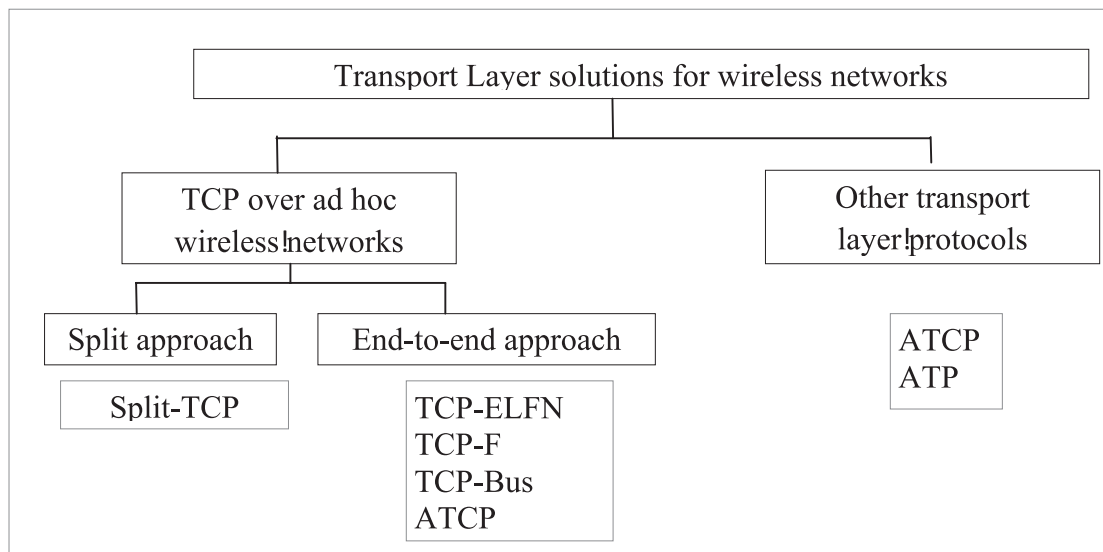 Transport Layer solutions for wireless networks
TCP over ad hoc
wireless!networks
Other transport
layer!protocols
Split approach
End-to-end approach
Split-TCP
TCP-ELFN
TCP-F
TCP-Bus
ATCP
ATCP
ATP